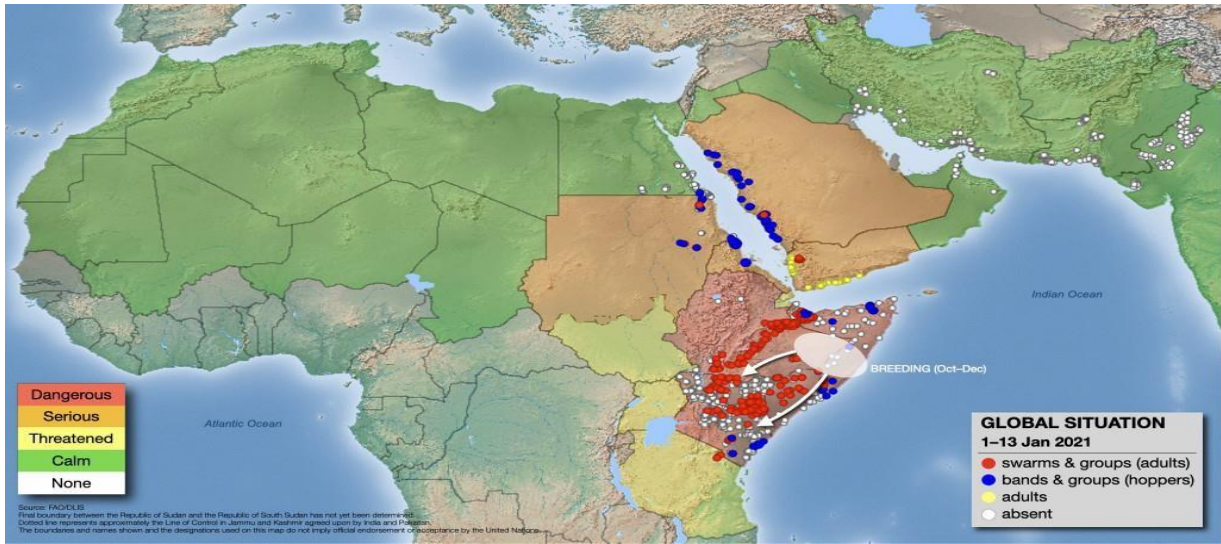 Indian Ocean
BREEDING (Oct–Dec)
Atlantic Ocean
Dangerous
Serious
Threatened
Calm
None
GLOBAL SITUATION
1–13 Jan 2021
swarms & groups (adults)
bands & groups (hoppers)
adults
absent
Source: FAO/DLIS
Final boundary between the Republic of Sudan and the Republic of South Sudan has not yet been determined.
Dotted line represents approximately the Line of Control in Jammu and Kashmir agreed upon by India and Pakistan.
The boundaries and names shown and the designations used on this map do not imply official endorsement or acceptance by the United Nations.